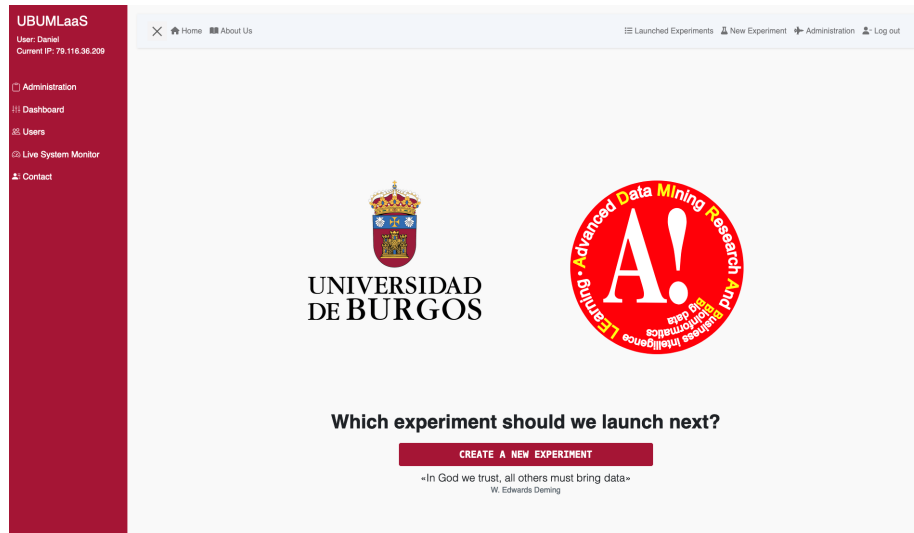 UBUMLaaS
User: Daniel
Current IP: 79.116.36.209
Administration
Dashboard
Users
Live System Monitor
Contact
Home About Us
Launched Experiments New Experiment Administration Log out
UNIVERSIDAD
DE BURGOS
Advanced Data MIning Research And
Business intelligence LEarning ·
Bioinformatics
Big data
A!
Which experiment should we launch next?
CREATE A NEW EXPERIMENT
«In God we trust, all others must bring data»
W. Edwards Deming